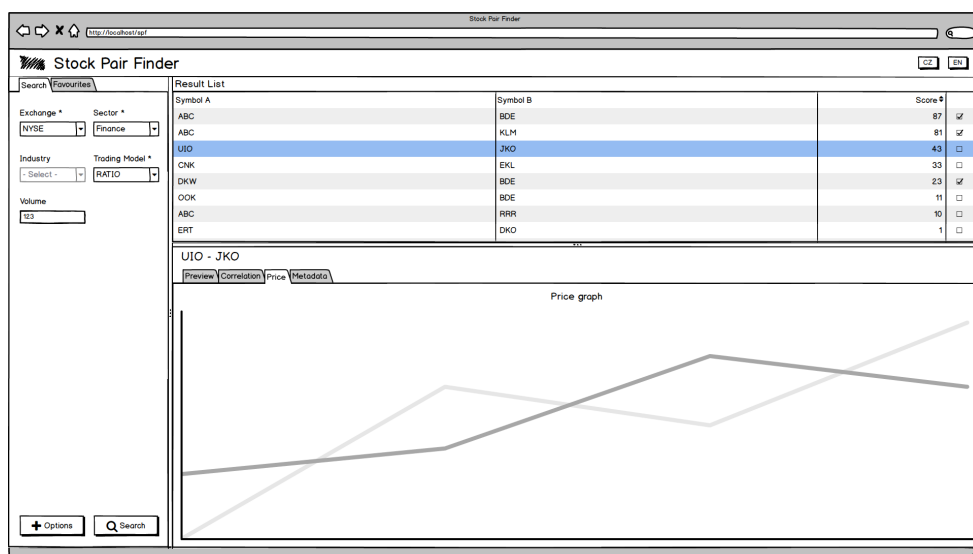 Stock Pair Finder
http://localhost/spf
Stock Pair Finder
CZ EN
Search Favourites
Exchange * Sector *
NYSE Finance
Industry Trading Model *
- Select - RATIO
Volume
123
Options Search
Result List
Symbol A Symbol B Score
ABC BDE 87
ABC KLM 81
UIO JKO 43
CNK EKL 33
DKW BDE 23
OOK BDE 11
ABC RRR 10
ERT DKO 1
UIO - JKO
Preview Correlation Price Metadata
Price graph